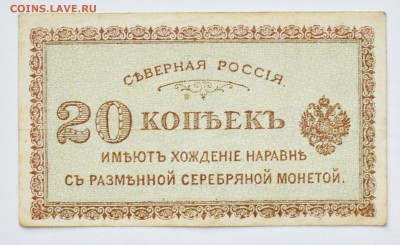 COINS.LAVE.RU
СѢВЕРНАЯ РОССІЯ.
20 КОПѢЕКЪ
ИМѢЮТЪ ХОЖДЕНІЕ НАРАВНѢ
СЪ РАЗМѢННОЙ СЕРЕБРЯНОЙ МОНЕТОЙ.